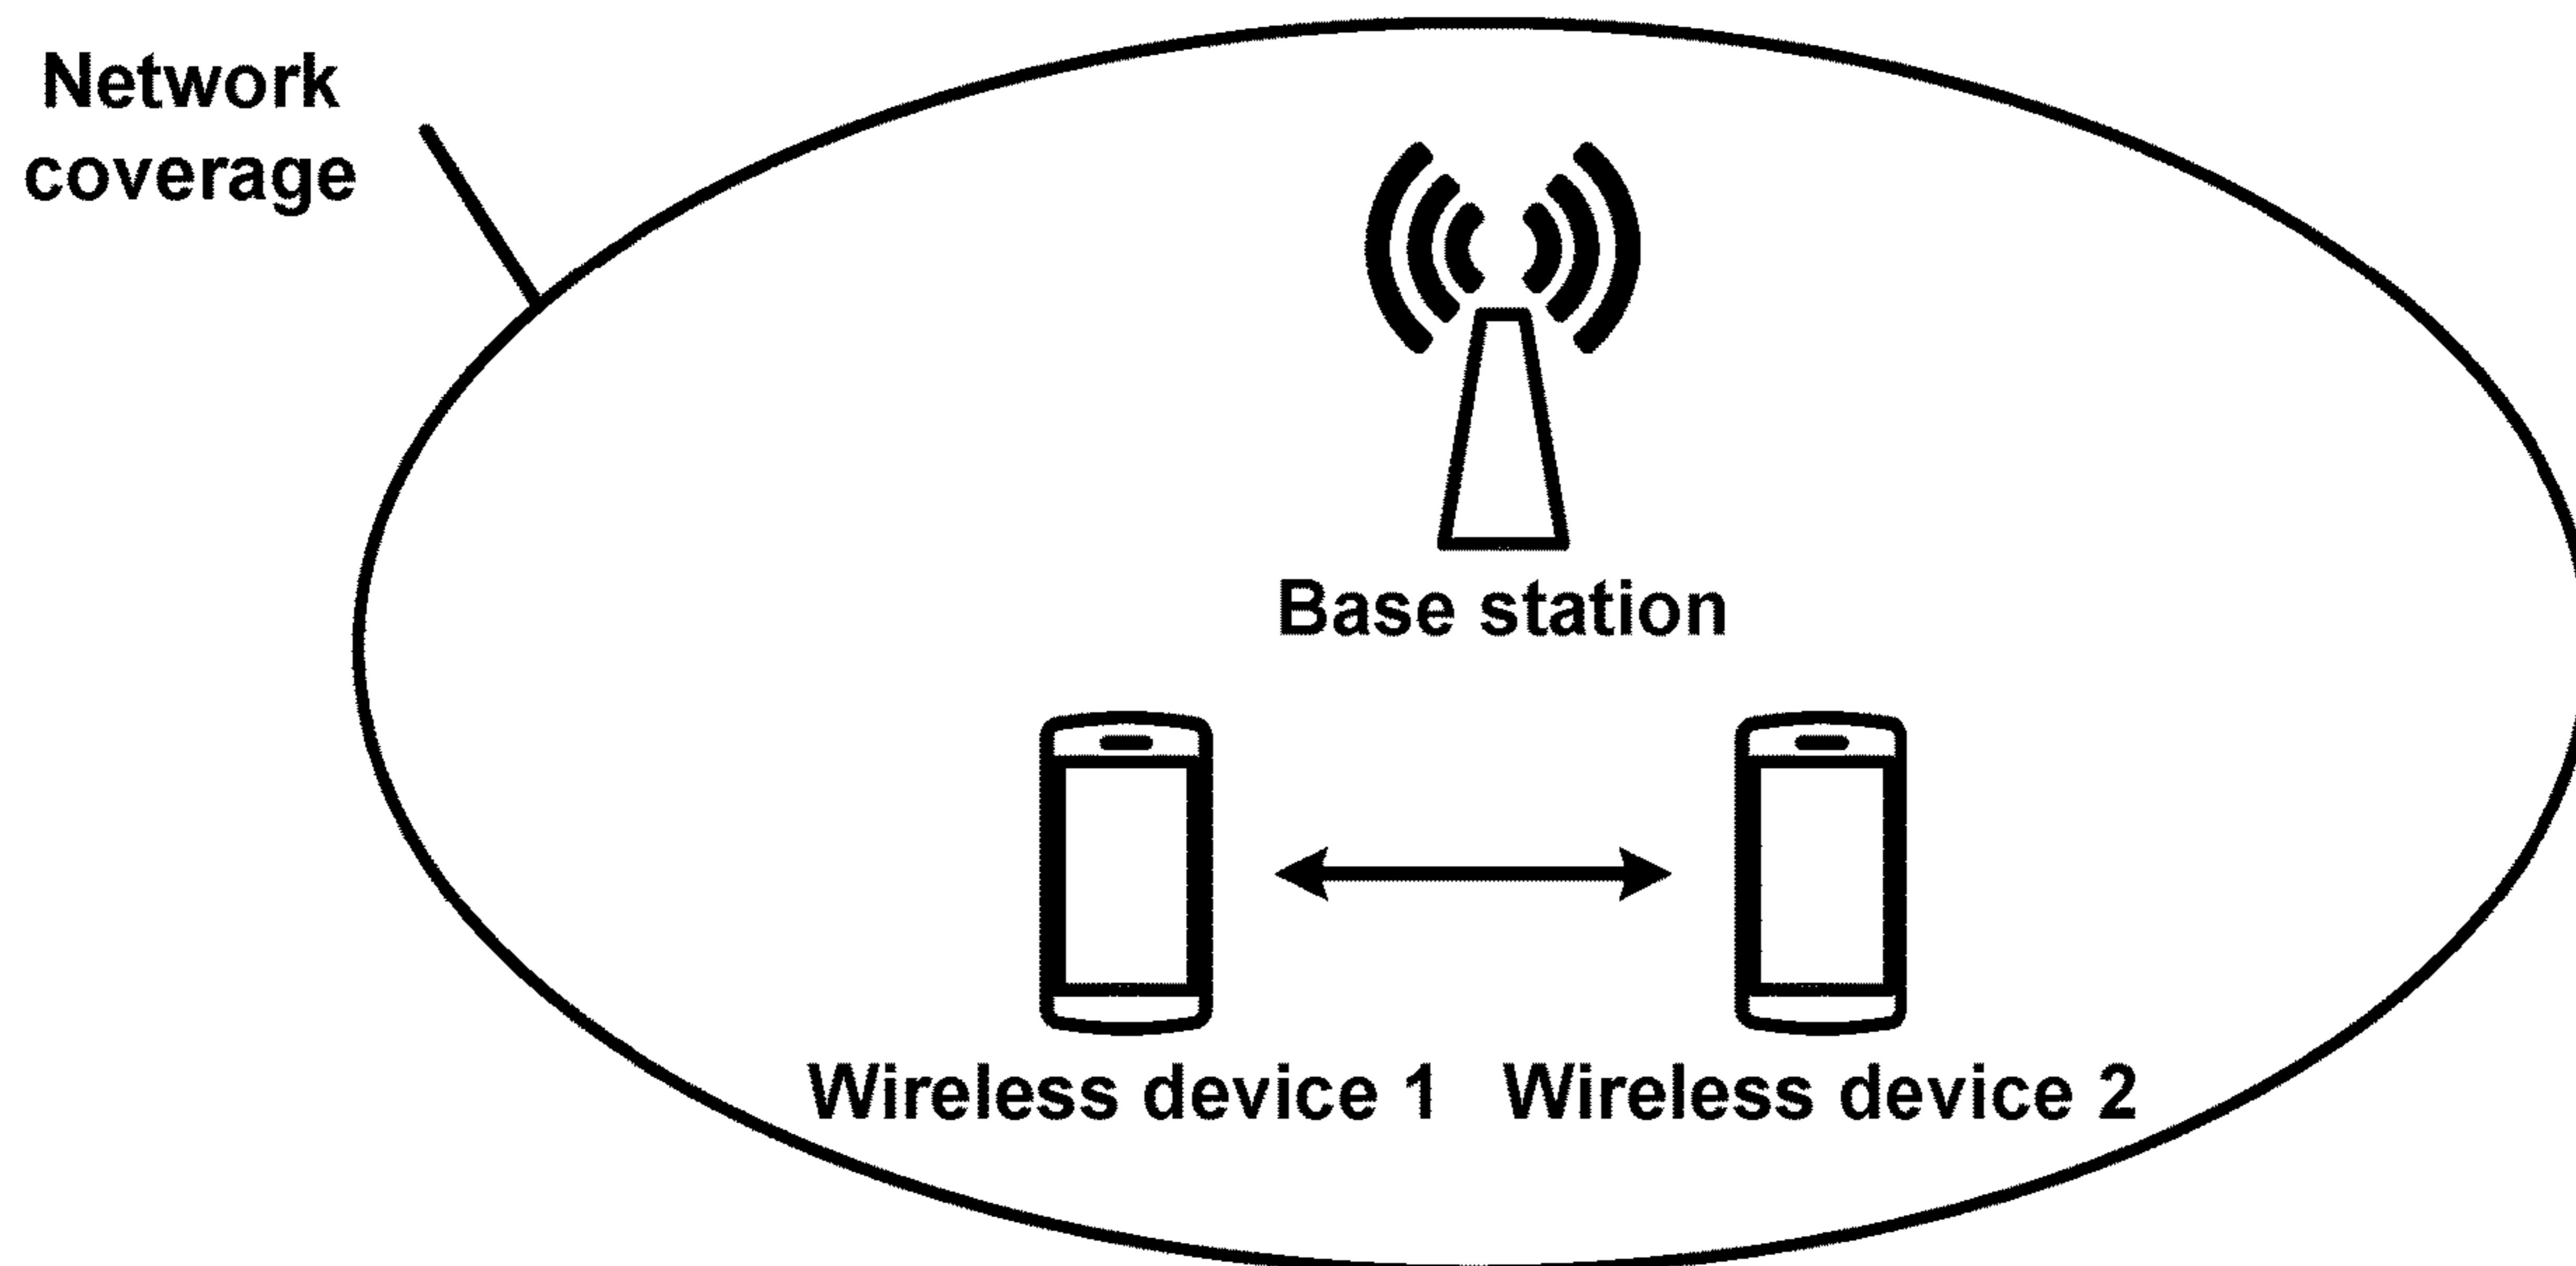 Network
coverage
Base station
Wireless device 1
Wireless device 2